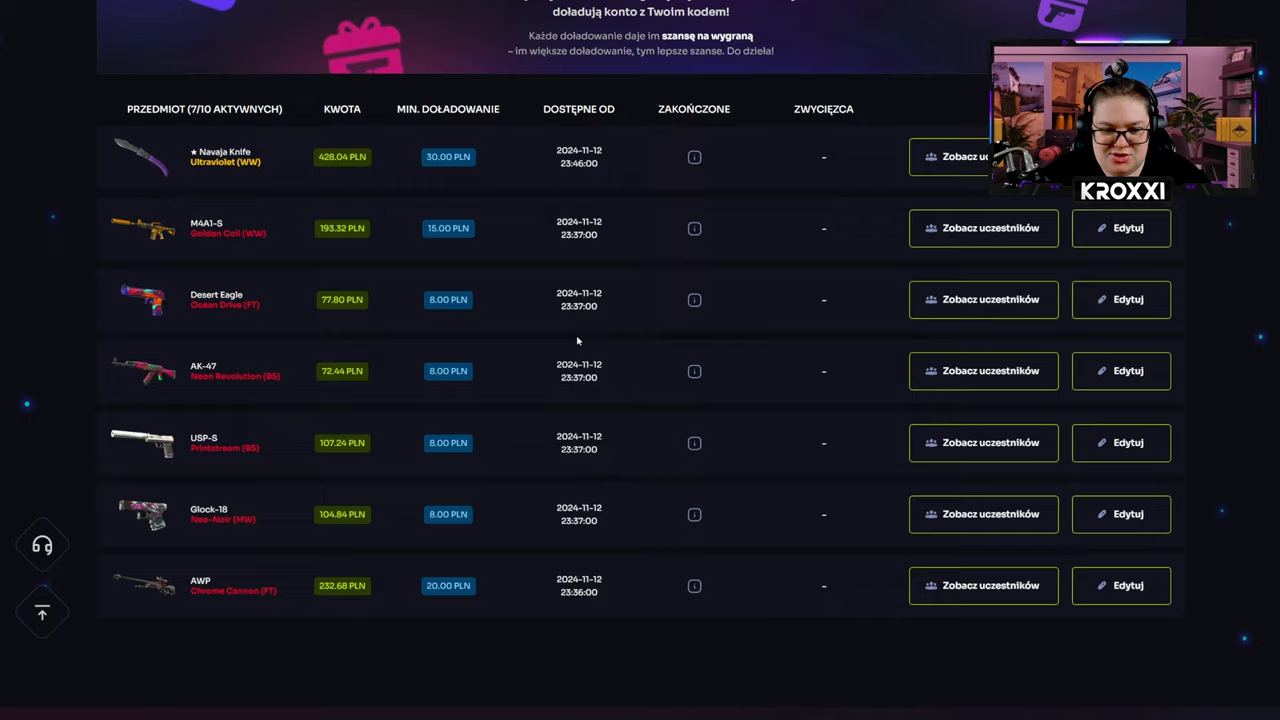 doładują konto z Twoim kodem!
Każde doładowanie daje im szansę na wygraną
– im większe doładowanie, tym lepsze szanse. Do dzieła!
PRZEDMIOT (7/10 AKTYWNYCH) KWOTA MIN. DOŁADOWANIE DOSTĘPNE OD ZAKOŃCZONE ZWYCIĘZCA
★ Navaja Knife
Ultraviolet (WW)
428.04 PLN
30.00 PLN
2024-11-12
23:46:00
-
Zobacz
KROXXI
M4A1-S
Golden Coil (WW)
193.32 PLN
15.00 PLN
2024-11-12
23:37:00
-
Zobacz uczestników
Edytuj
Desert Eagle
Ocean Drive (FT)
77.80 PLN
8.00 PLN
2024-11-12
23:37:00
-
Zobacz uczestników
Edytuj
AK-47
Neon Revolution (BS)
72.44 PLN
8.00 PLN
2024-11-12
23:37:00
-
Zobacz uczestników
Edytuj
USP-S
Printstream (BS)
107.24 PLN
8.00 PLN
2024-11-12
23:37:00
-
Zobacz uczestników
Edytuj
Glock-18
Neo-Noir (MW)
104.84 PLN
8.00 PLN
2024-11-12
23:37:00
-
Zobacz uczestników
Edytuj
AWP
Chrome Cannon (FT)
232.68 PLN
20.00 PLN
2024-11-12
23:36:00
-
Zobacz uczestników
Edytuj